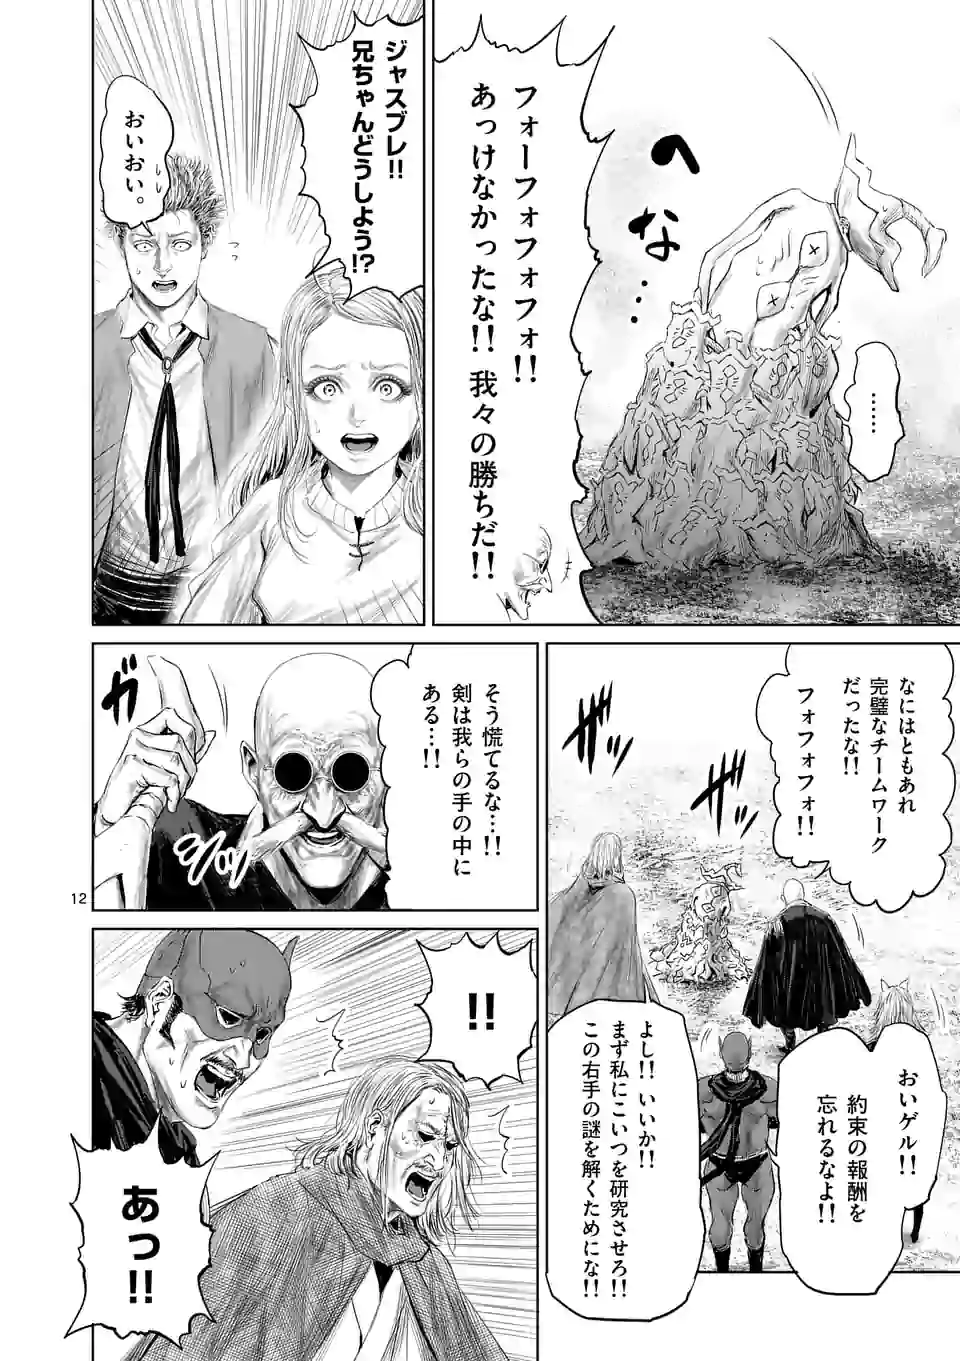 へな……
……
フォーフォフォフォ!!
あっけなかったな!!我々の勝ちだ!!
ジャスブレ!!
兄ちゃんどうしよう!?
おいおい。
なにはともあれ
完璧なチームワーク
だったな!!
フォフォフォ!!
ザッ
ザッ
おいゲル!!
約束の報酬を
忘れるなよ!!
よし!!いいか!!
まず私にこいつを研究させろ!!
この右手の謎を解くためにな!!
そう慌てるな…!!
剣は我らの手の中に
ある…!!
ガッ
!!
あっ!!
12